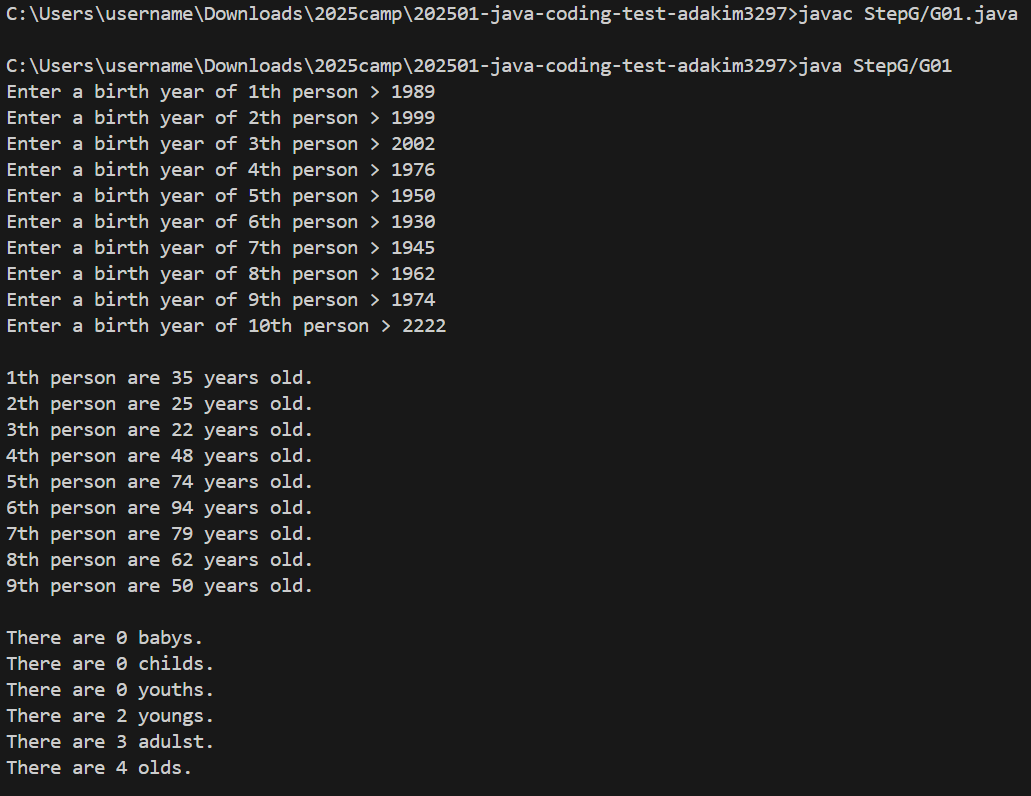 C:\Users\username\Downloads\2025camp\202501-java-coding-test-adakim3297>javac StepG/G01.java
C:\Users\username\Downloads\2025camp\202501-java-coding-test-adakim3297>java StepG/G01
Enter a birth year of 1th person > 1989
Enter a birth year of 2th person > 1999
Enter a birth year of 3th person > 2002
Enter a birth year of 4th person > 1976
Enter a birth year of 5th person > 1950
Enter a birth year of 6th person > 1930
Enter a birth year of 7th person > 1945
Enter a birth year of 8th person > 1962
Enter a birth year of 9th person > 1974
Enter a birth year of 10th person > 2222
1th person are 35 years old.
2th person are 25 years old.
3th person are 22 years old.
4th person are 48 years old.
5th person are 74 years old.
6th person are 94 years old.
7th person are 79 years old.
8th person are 62 years old.
9th person are 50 years old.
There are 0 babys.
There are 0 childs.
There are 0 youths.
There are 2 youngs.
There are 3 adulst.
There are 4 olds.